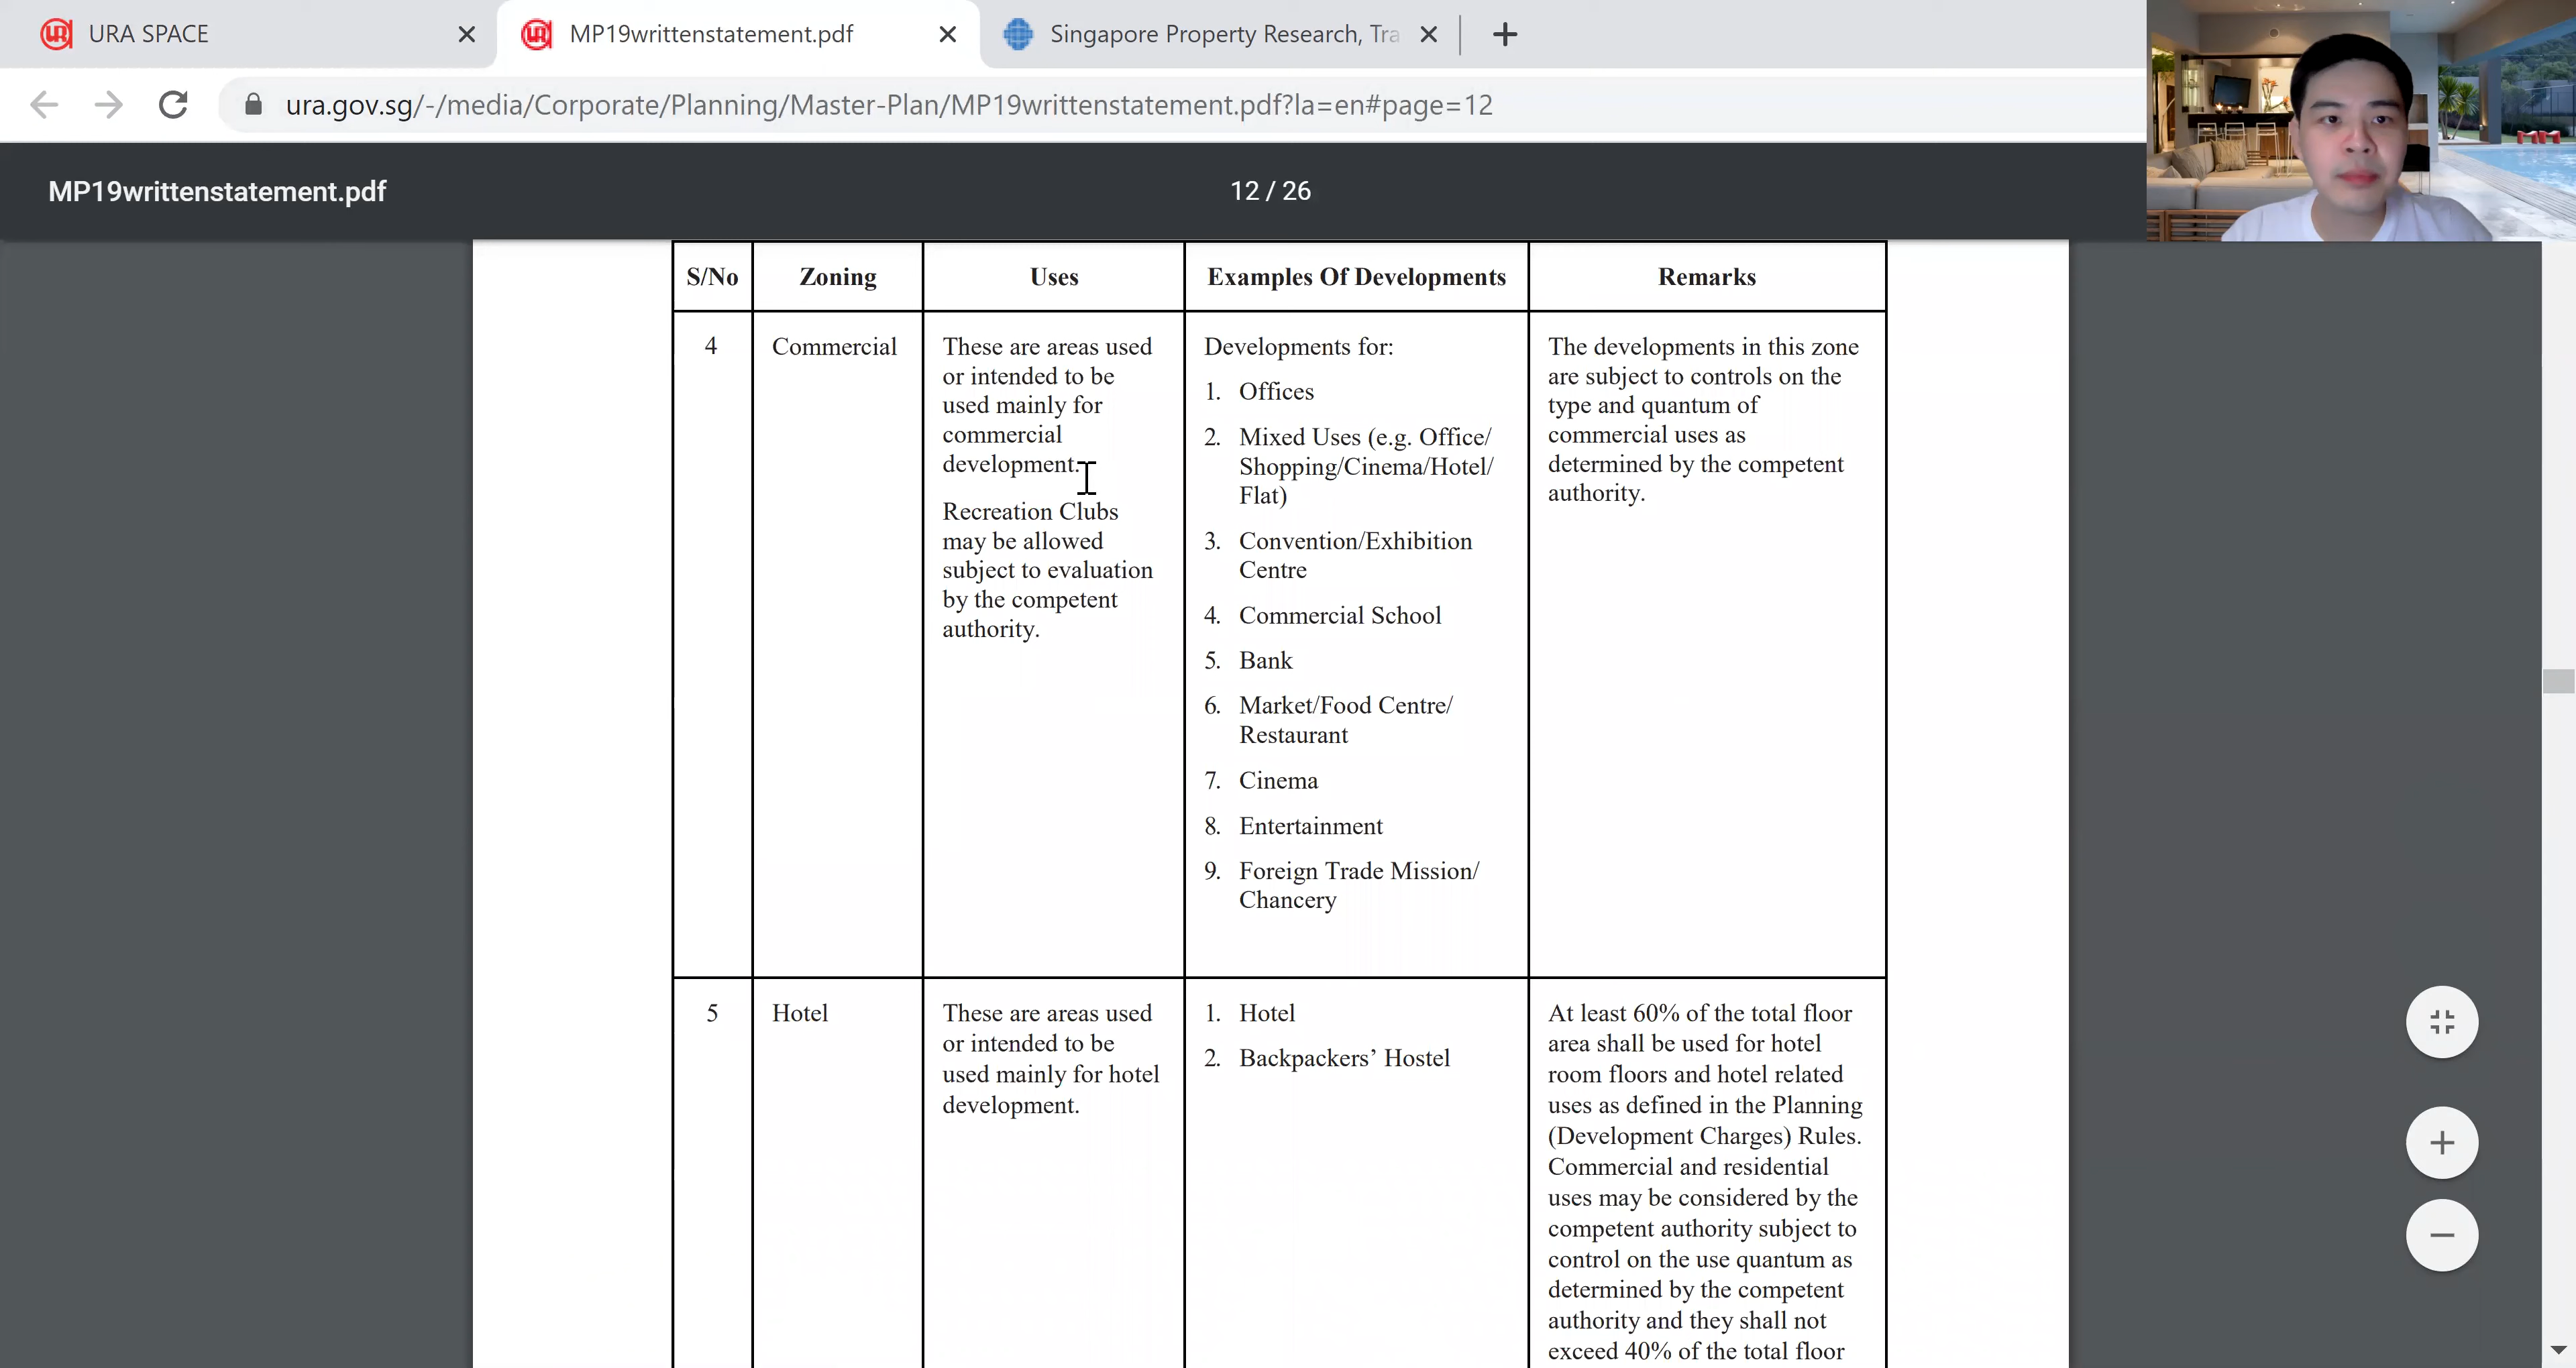 URA SPACE
MP19writtenstatement.pdf
Singapore Property Research, Tra
ura.gov.sg/-/media/Corporate/Planning/Master-Plan/MP19writtenstatement.pdf?la=en#page=12
MP19writtenstatement.pdf
12 / 26
S/No
Zoning
Uses
Examples Of Developments
Remarks
4
Commercial
These are areas used
or intended to be
used mainly for
commercial
development.
Recreation Clubs
may be allowed
subject to evaluation
by the competent
authority.
Developments for:
1. Offices
2. Mixed Uses (e.g. Office/
Shopping/Cinema/Hotel/
Flat)
3. Convention/Exhibition
Centre
4. Commercial School
5. Bank
6. Market/Food Centre/
Restaurant
7. Cinema
8. Entertainment
9. Foreign Trade Mission/
Chancery
The developments in this zone
are subject to controls on the
type and quantum of
commercial uses as
determined by the competent
authority.
5
Hotel
These are areas used
or intended to be
used mainly for hotel
development.
1. Hotel
2. Backpackers’ Hostel
At least 60% of the total floor
area shall be used for hotel
room floors and hotel related
uses as defined in the Planning
(Development Charges) Rules.
Commercial and residential
uses may be considered by the
competent authority subject to
control on the use quantum as
determined by the competent
authority and they shall not
exceed 40% of the total floor